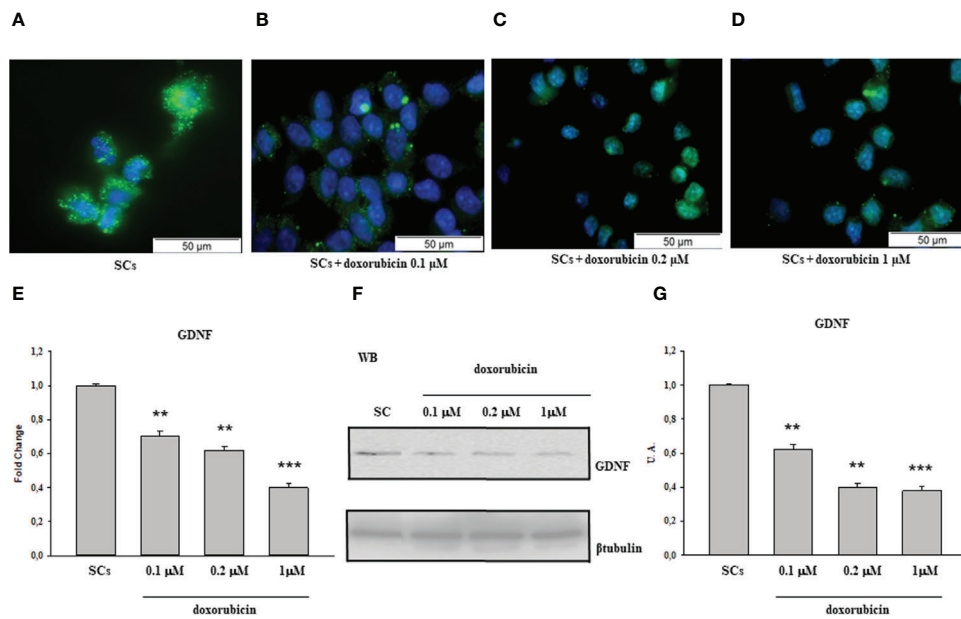 A B C D
50 µm 50 µm 50 µm 50 µm
SCs SCs + doxorubicin 0.1 µM SCs + doxorubicin 0.2 µM SCs + doxorubicin 1 µM
E
GDNF
Fold Change
1,2
1,0
0,8
0,6
0,4
0,2
0,0
**
**
***
SCs 0.1 µM 0.2 µM 1µM
doxorubicin
F
WB
doxorubicin
SC 0.1 µM 0.2 µM 1µM
GDNF
βtubulin
G
GDNF
U. A.
1,2
1,0
0,8
0,6
0,4
0,2
0,0
**
**
***
SCs 0.1 µM 0.2 µM 1µM
doxorubicin